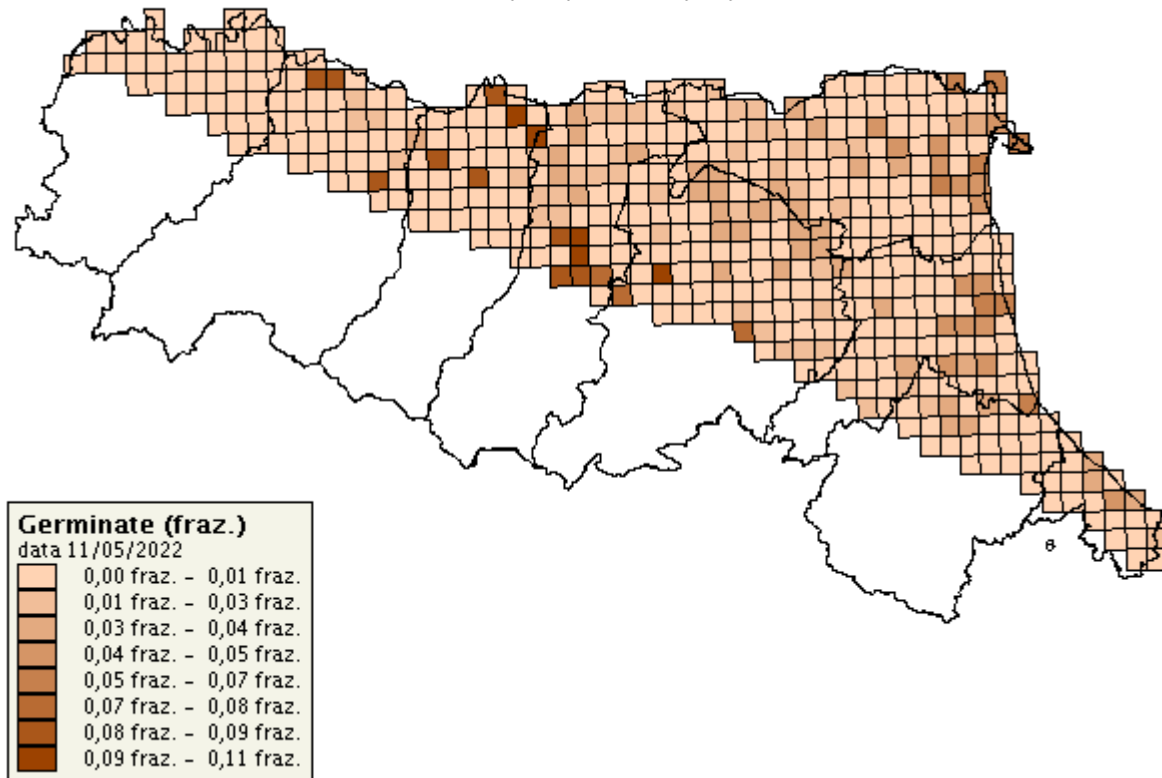 Germinate (fraz.)
data 11/05/2022
0,00 fraz. - 0,01 fraz.
0,01 fraz. - 0,03 fraz.
0,03 fraz. - 0,04 fraz.
0,04 fraz. - 0,05 fraz.
0,05 fraz. - 0,07 fraz.
0,07 fraz. - 0,08 fraz.
0,08 fraz. - 0,09 fraz.
0,09 fraz. - 0,11 fraz.